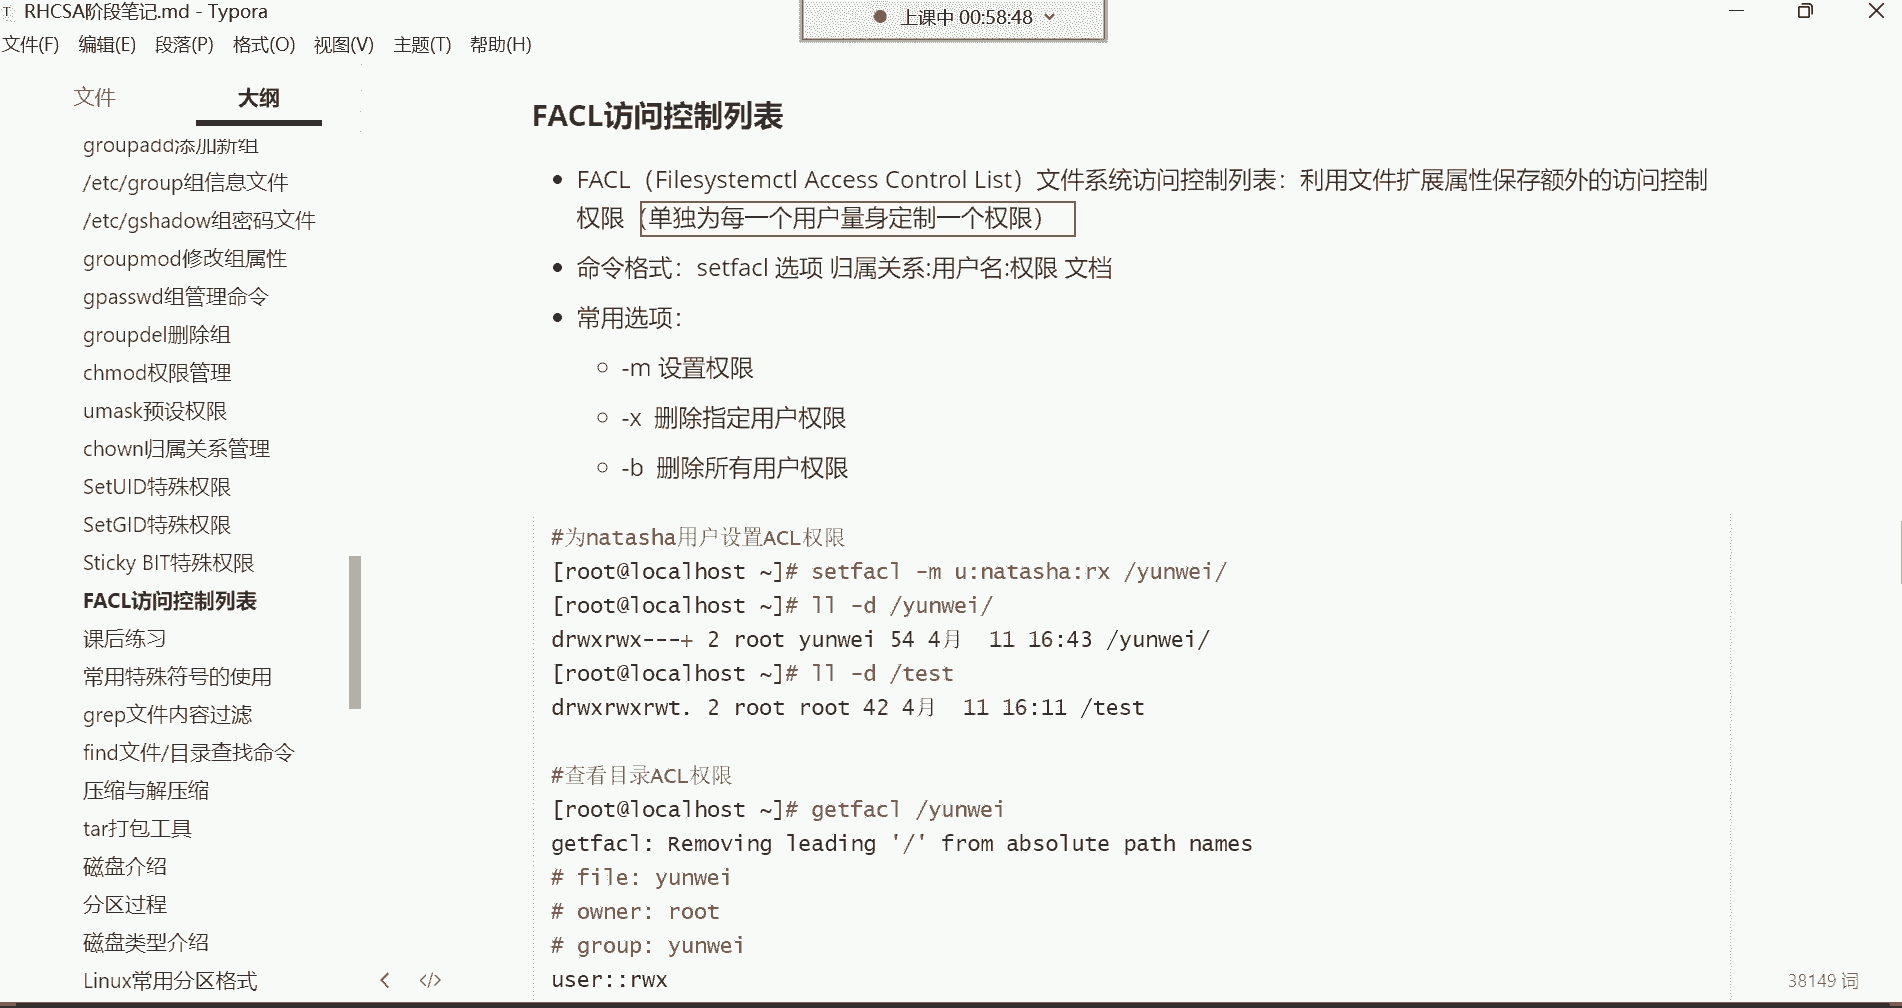 RHCSA阶段笔记.md - Typora
上课中 00:58:48
文件(F) 编辑(E) 段落(P) 格式(O) 视图(V) 主题(T) 帮助(H)
文件 大纲
groupadd添加新组
/etc/group组信息文件
/etc/gshadow组密码文件
groupmod修改组属性
gpasswd组管理命令
groupdel删除组
chmod权限管理
umask预设权限
chown归属关系管理
SetUID特殊权限
SetGID特殊权限
Sticky BIT特殊权限
FACL访问控制列表
课后练习
常用特殊符号的使用
grep文件内容过滤
find文件/目录查找命令
压缩与解压缩
tar打包工具
磁盘介绍
分区过程
磁盘类型介绍
Linux常用分区格式
FACL访问控制列表
• FACL（Filesystemctl Access Control List）文件系统访问控制列表：利用文件扩展属性保存额外的访问控制
权限（单独为每一个用户量身定制一个权限）
• 命令格式：setfacl 选项 归属关系:用户名:权限 文档
• 常用选项：
◦ -m 设置权限
◦ -x 删除指定用户权限
◦ -b 删除所有用户权限
#为natasha用户设置ACL权限
[root@localhost ~]# setfacl -m u:natasha:rx /yunwei/
[root@localhost ~]# ll -d /yunwei/
drwxrwx---+ 2 root yunwei 54 4月  11 16:43 /yunwei/
[root@localhost ~]# ll -d /test
drwxrwxrwt. 2 root root 42 4月  11 16:11 /test
#查看目录ACL权限
[root@localhost ~]# getfacl /yunwei
getfacl: Removing leading '/' from absolute path names
# file: yunwei
# owner: root
# group: yunwei
user::rwx
38149 词